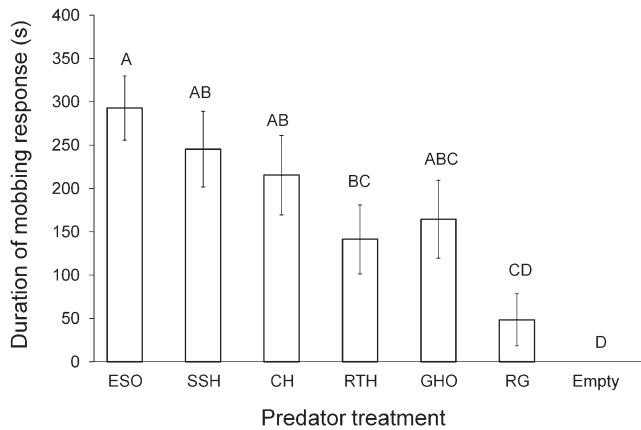 Duration of mobbing response (s)
400
350
300
250
200
150
100
50
0
A
AB
AB
BC
ABC
CD
D
ESO SSH CH RTH GHO RG Empty
Predator treatment